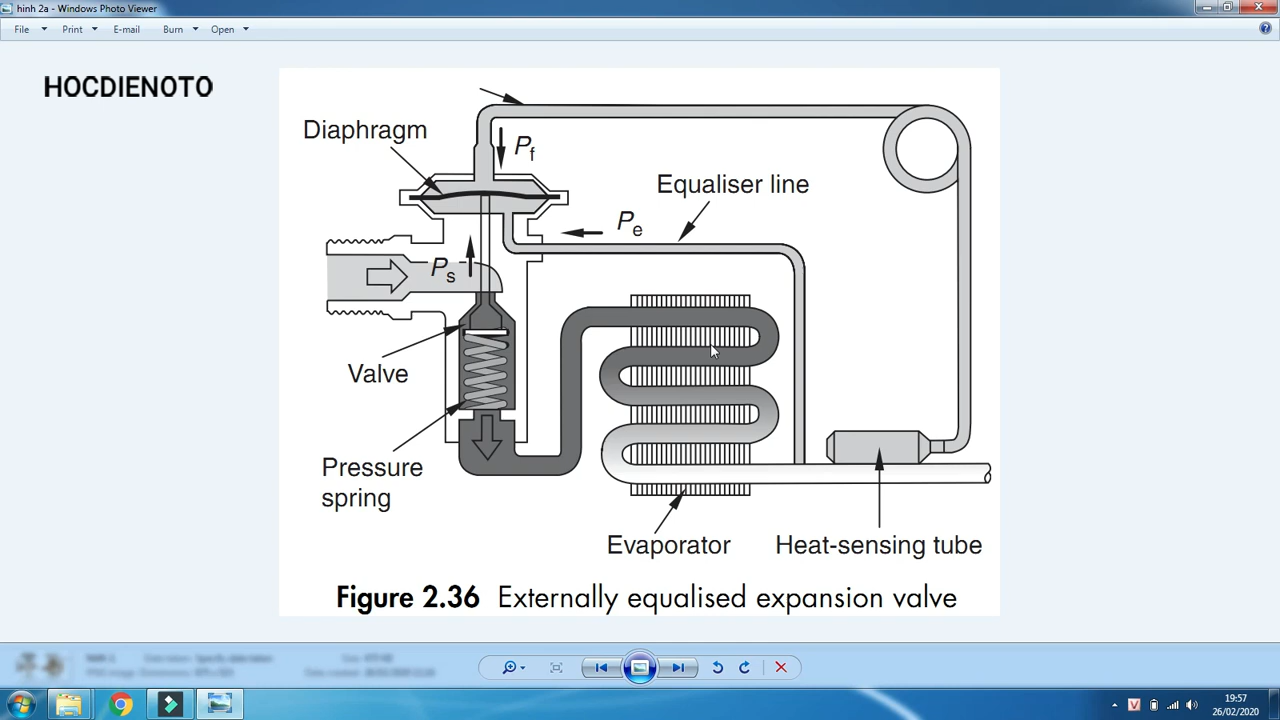 hinh 2a - Windows Photo Viewer
File Print E-mail Burn Open
HOCDIENOTO
Diaphragm
Pf
Equaliser line
Pe
Ps
Valve
Pressure
spring
Evaporator
Heat-sensing tube
Figure 2.36 Externally equalised expansion valve
V
19:57
26/02/2020